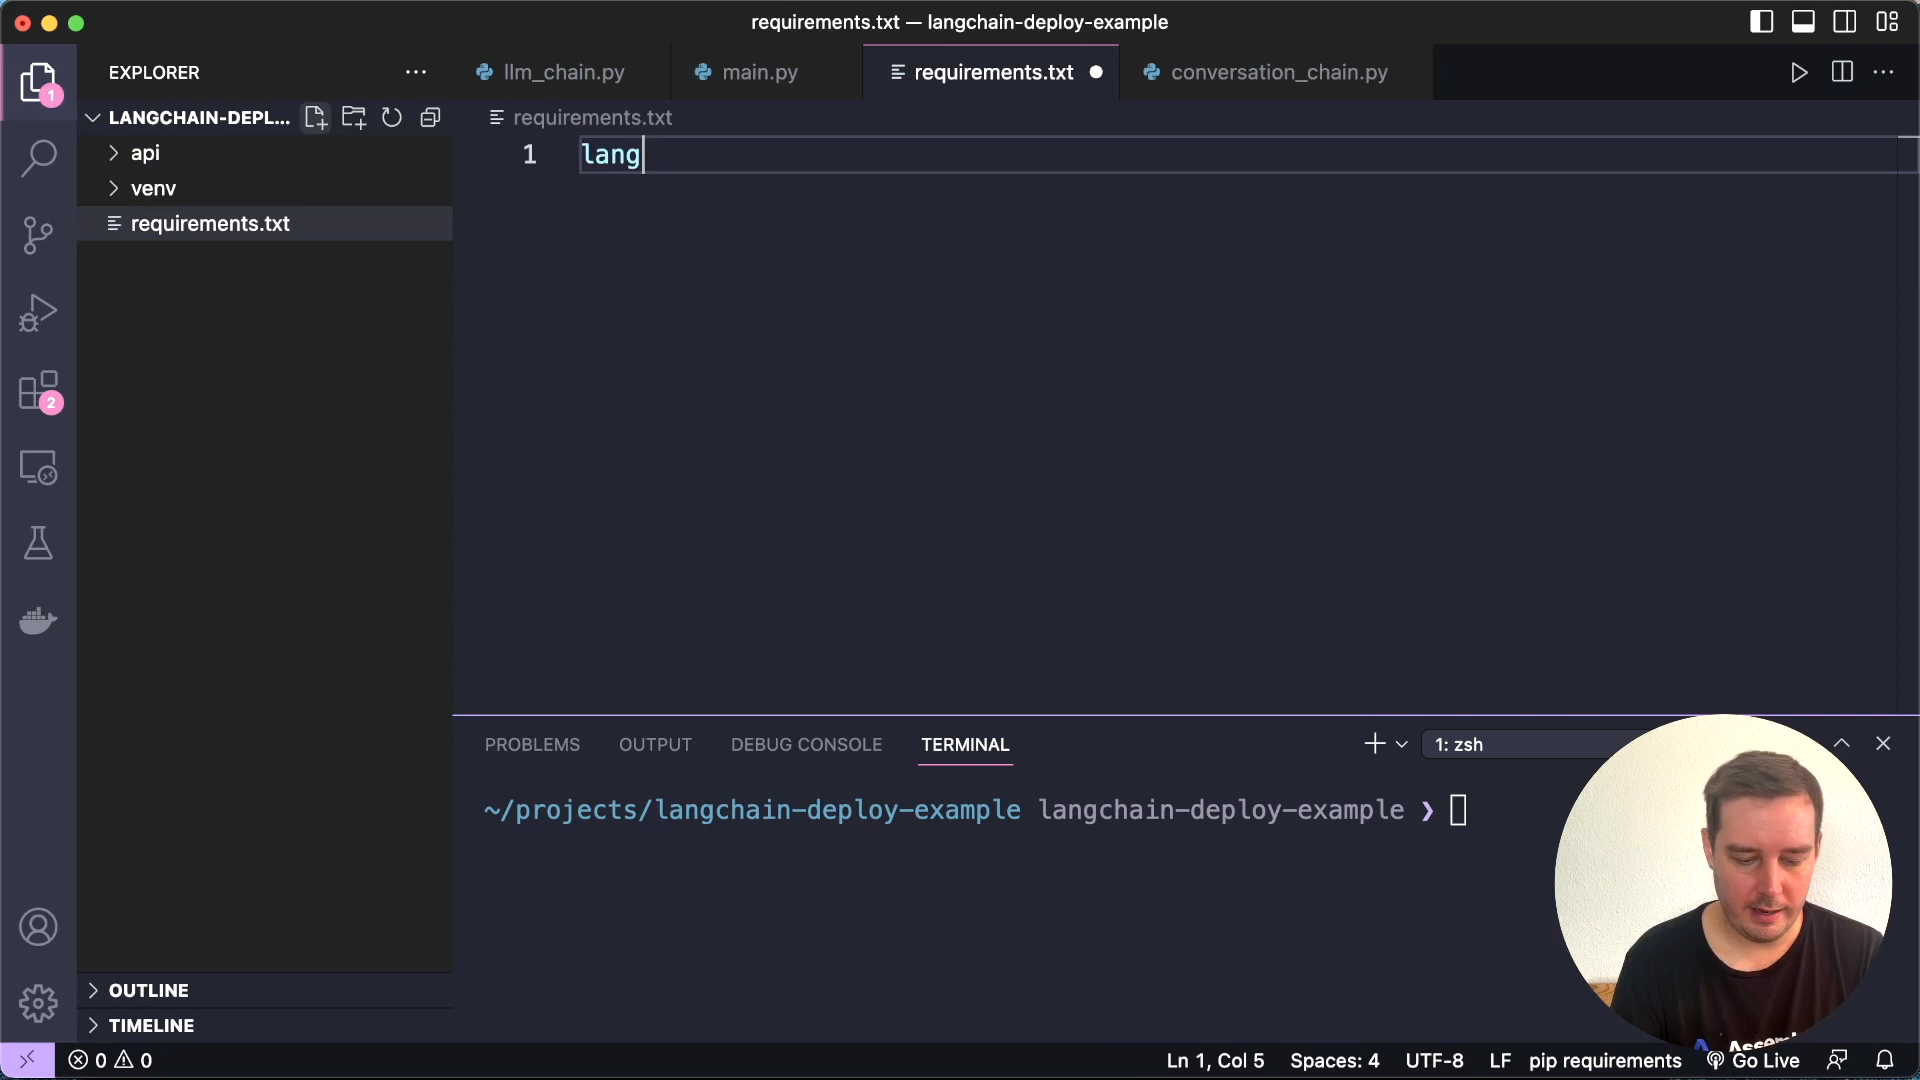 requirements.txt — langchain-deploy-example
EXPLORER
llm_chain.py
main.py
requirements.txt
conversation_chain.py
1
LANGCHAIN-DEPL...
requirements.txt
api
1 lang
venv
requirements.txt
2
PROBLEMS
OUTPUT
DEBUG CONSOLE
TERMINAL
1: zsh
~/projects/langchain-deploy-example langchain-deploy-example ❯
OUTLINE
TIMELINE
0 0
Ln 1, Col 5
Spaces: 4
UTF-8
LF
pip requirements
Go Live